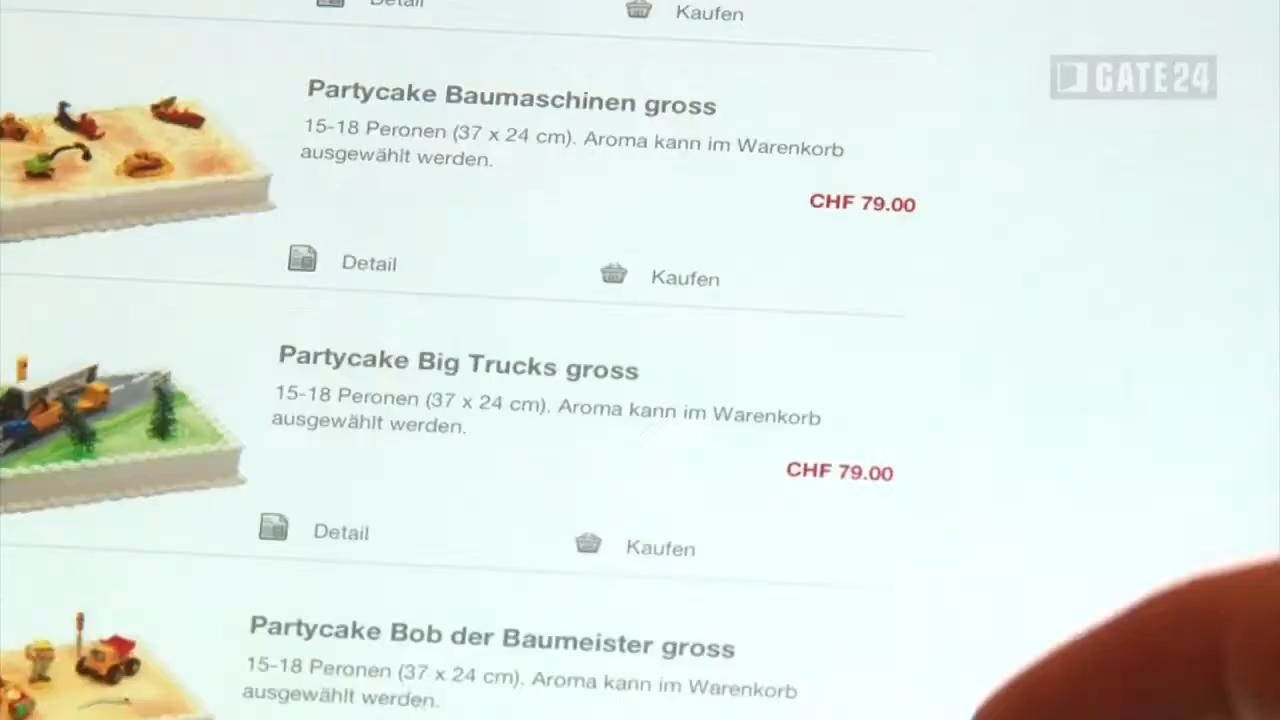 Detail
Kaufen
GATE24
Partycake Baumaschinen gross
15-18 Peronen (37 x 24 cm). Aroma kann im Warenkorb
ausgewählt werden.
CHF 79.00
Detail
Kaufen
Partycake Big Trucks gross
15-18 Peronen (37 x 24 cm). Aroma kann im Warenkorb
ausgewählt werden.
CHF 79.00
Detail
Kaufen
Partycake Bob der Baumeister gross
15-18 Peronen (37 x 24 cm). Aroma kann im Warenkorb
ausgewählt werden.